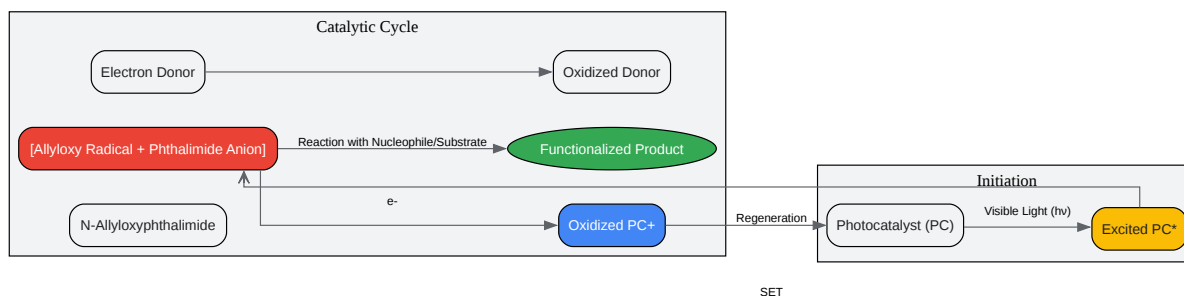 Catalytic Cycle
Electron Donor
Oxidized Donor
[Allyloxy Radical + Phthalimide Anion]
Reaction with Nucleophile/Substrate
Functionalized Product
N-Allyloxyphthalimide
e-
Oxidized PC+
Regeneration
Initiation
Photocatalyst (PC)
Visible Light (hν)
Excited PC*
SET